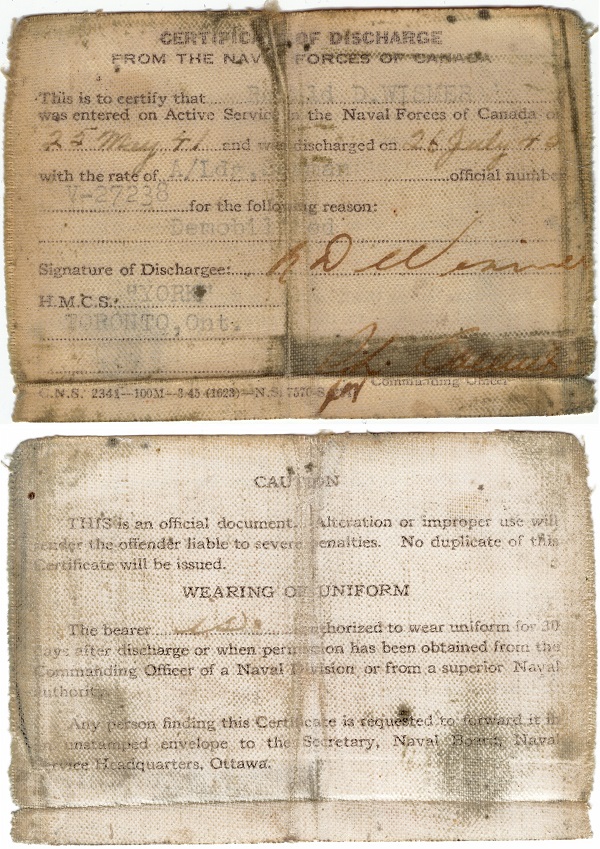 CERTIFICATE OF DISCHARGE
FROM THE NAVAL FORCES OF CANADA
This is to certify that D. WISMER
was entered on Active Service in the Naval Forces of Canada on
25 May 41 and was discharged on 26 July 45
with the rate of A/Ldg. official number
V-27238 for the following reason:
Demobilized
Signature of Dischargee: R D Wismer
H.M.C.S. "YORK"
TORONTO, Ont.
for Commanding Officer
C.N.S. 2341—100M—3-45 (1623)—N.S. 7570-8
CAUTION
THIS is an official document. Alteration or improper use will
render the offender liable to severe penalties. No duplicate of this
Certificate will be issued.
WEARING OF UNIFORM
The bearer is authorized to wear uniform for 30
days after discharge or when permission has been obtained from the
Commanding Officer of a Naval Division or from a superior Naval
Authority.
Any person finding this Certificate is requested to forward it in
an unstamped envelope to the Secretary, Naval Board, Naval
Service Headquarters, Ottawa.